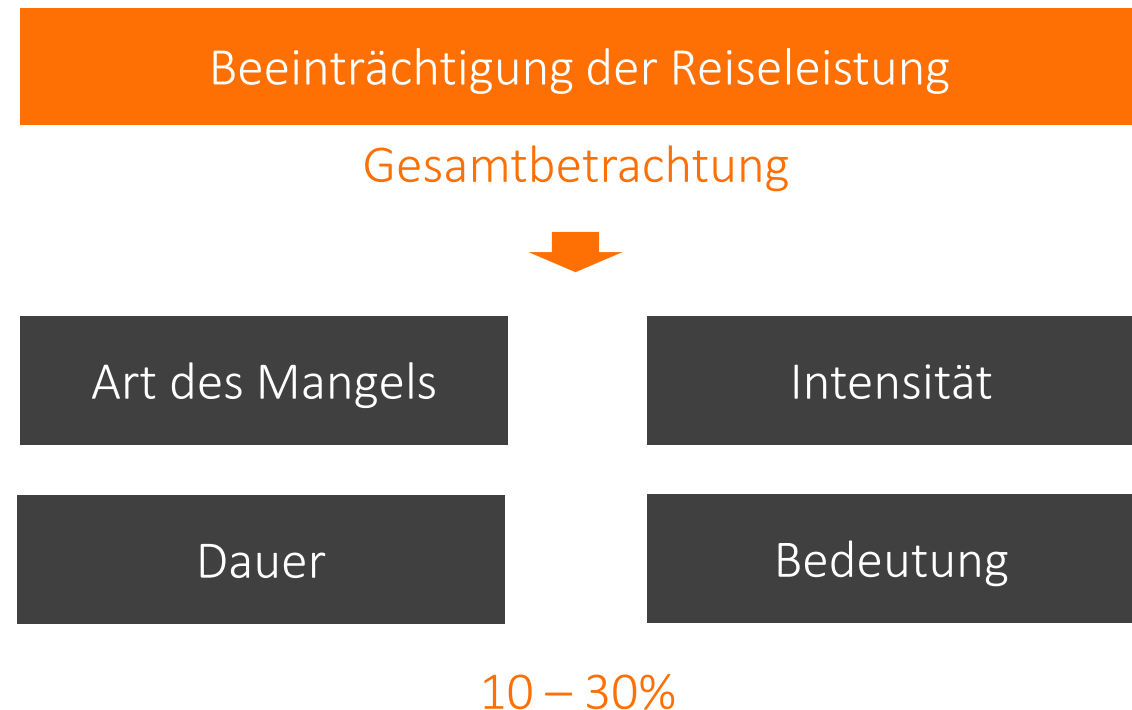 Beeinträchtigung der Reiseleistung
Gesamtbetrachtung
Art des Mangels
Intensität
Dauer
Bedeutung
10 – 30%